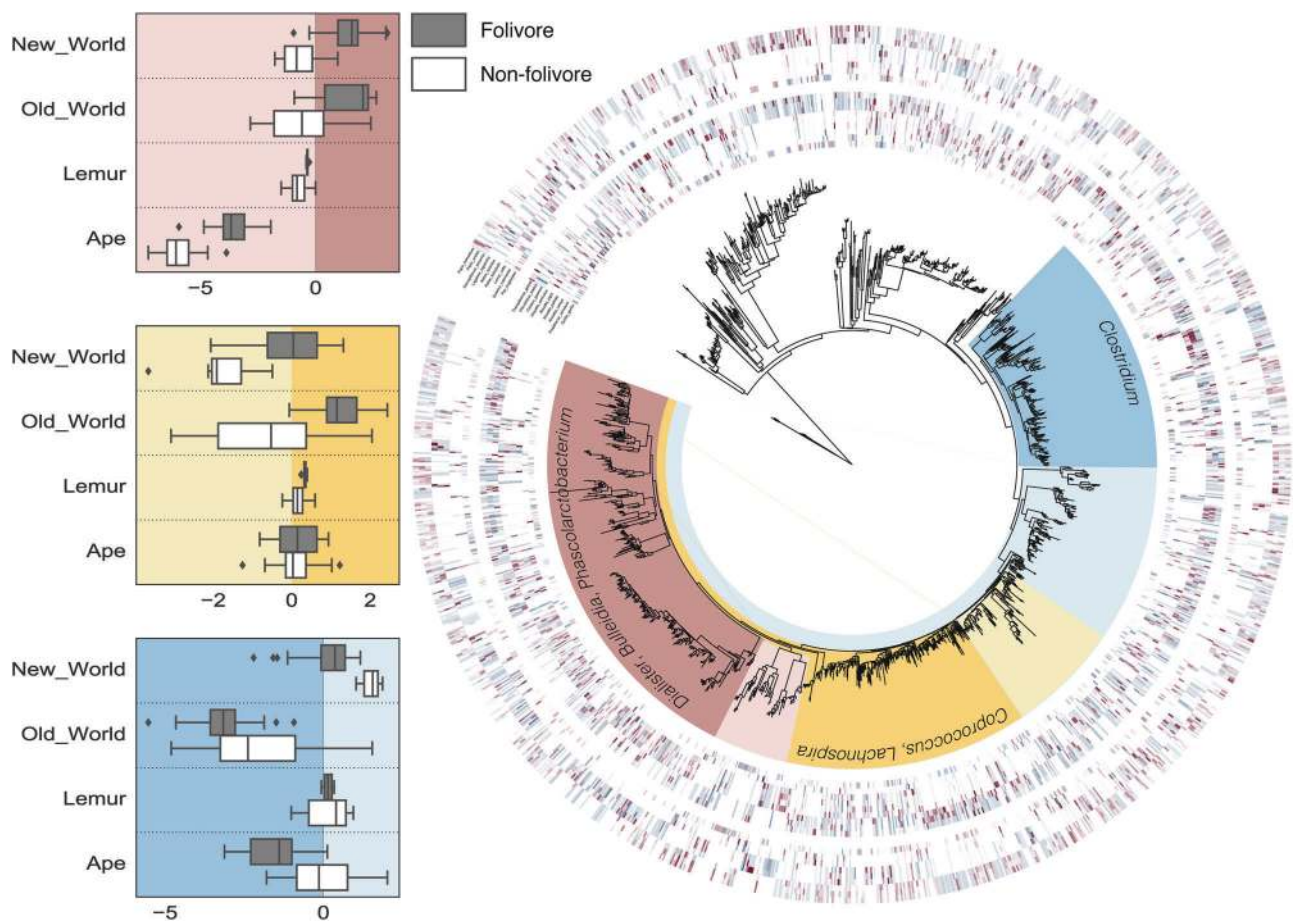 New_World
Old_World
Lemur
Ape
−5
0
Folivore
Non-folivore
New_World
Old_World
Lemur
Ape
−2
0
2
New_World
Old_World
Lemur
Ape
−5
0
Clostridium
Dialister, Bulleidia, Phascolarctobacterium
Coprococcus, Lachnospira